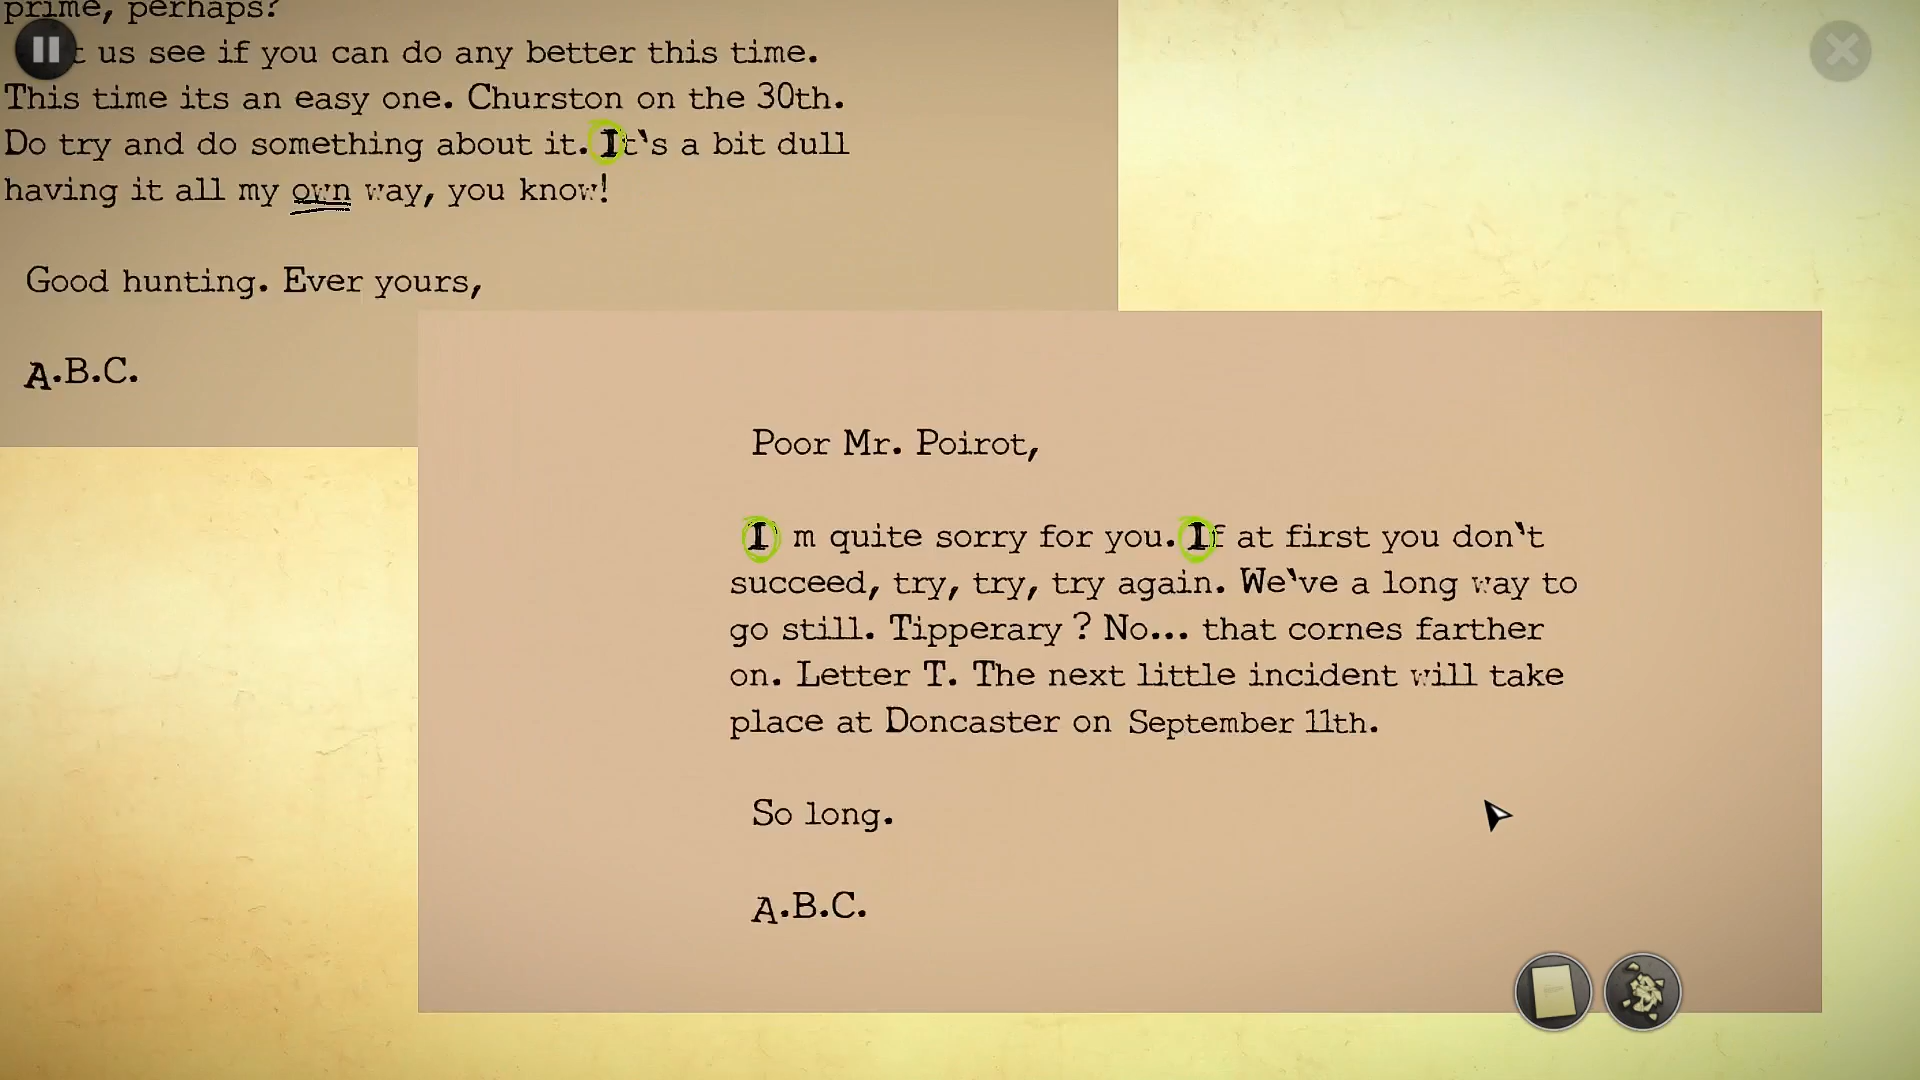 prime, perhaps?
t us see if you can do any better this time.
This time its an easy one. Churston on the 30th.
Do try and do something about it. It's a bit dull
having it all my own way, you know!
Good hunting. Ever yours,
A.B.C.
Poor Mr. Poirot,
I m quite sorry for you. If at first you don't
succeed, try, try, try again. We've a long way to
go still. Tipperary ? No... that cornes farther
on. Letter T. The next little incident will take
place at Doncaster on September 11th.
So long.
A.B.C.